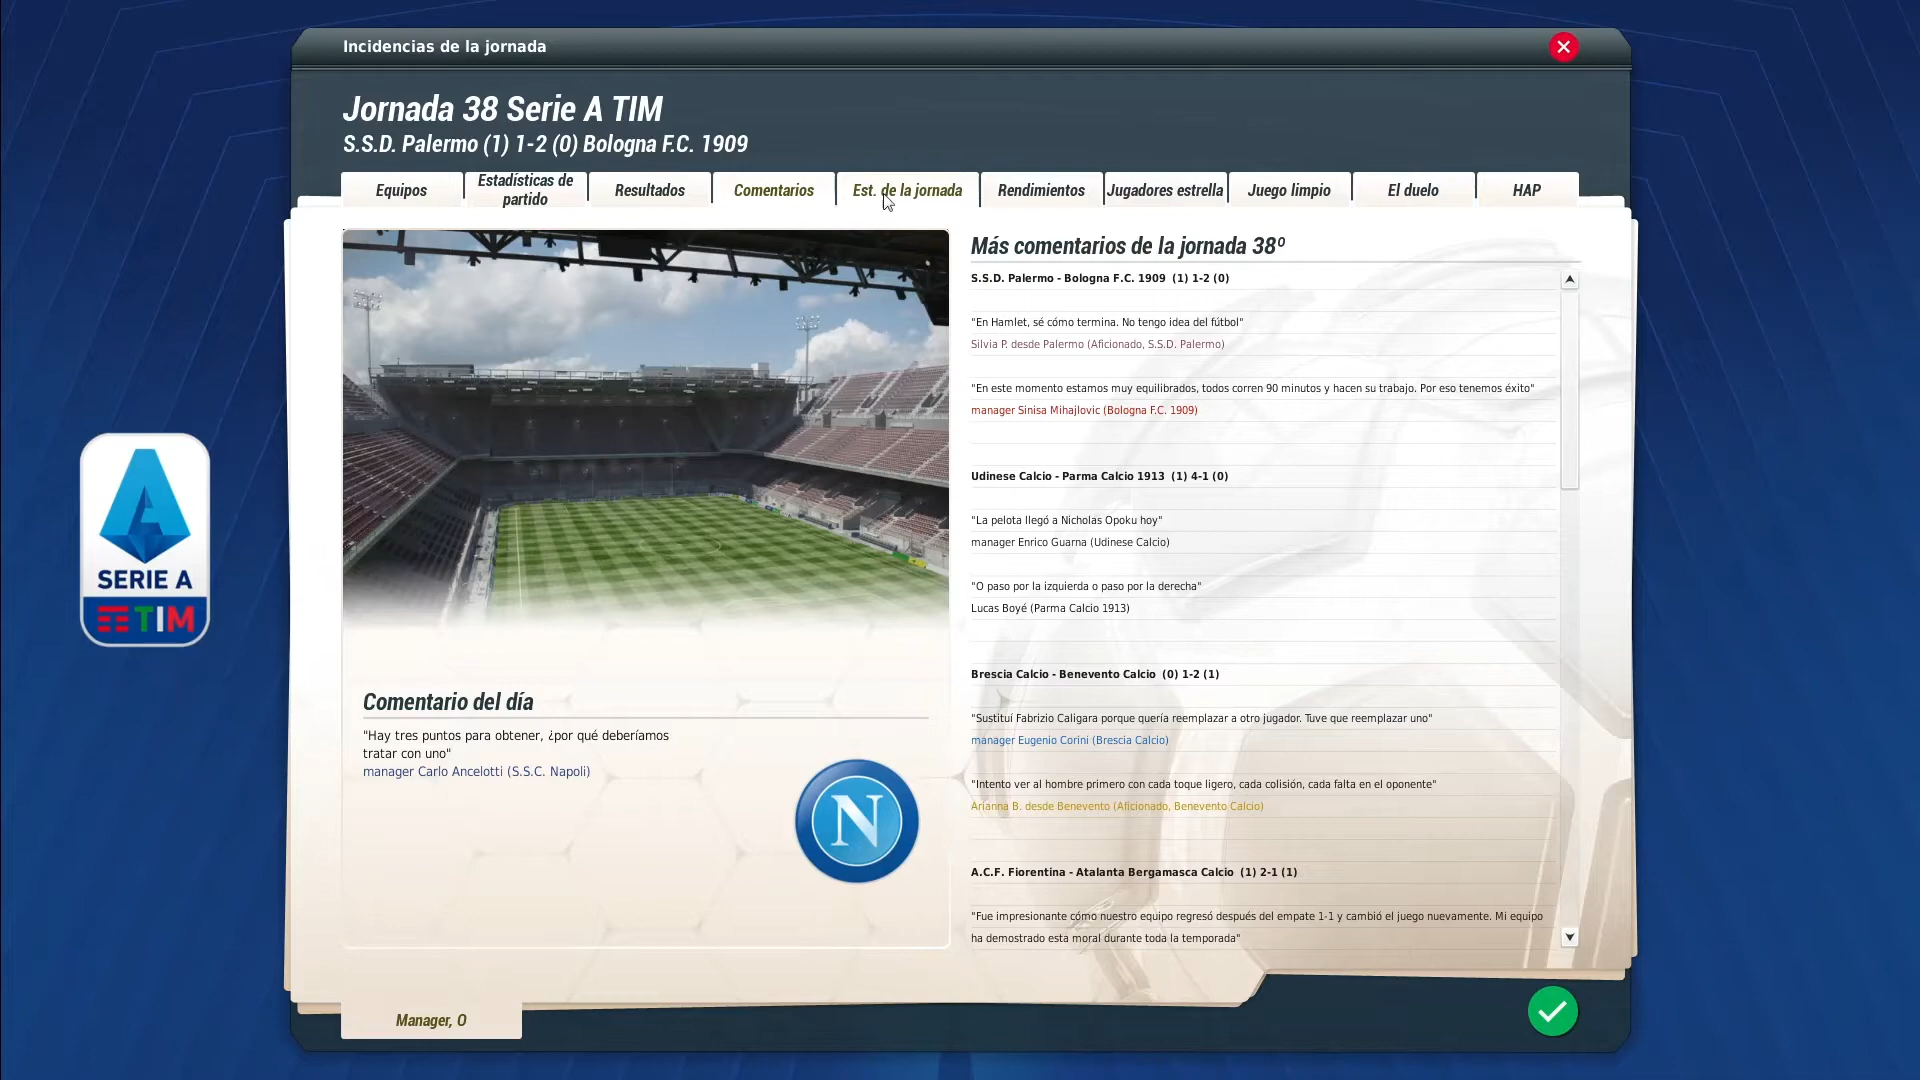 Incidencias de la jornada
Jornada 38 Serie A TIM
S.S.D. Palermo (1) 1-2 (0) Bologna F.C. 1909
Equipos
Estadísticas de
partido
Resultados
Comentarios
Est. de la jornada
Rendimientos
Jugadores estrella
Juego limpio
El duelo
HAP
SERIE A
TIM
Comentario del día
"Hay tres puntos para obtener, ¿por qué deberíamos
tratar con uno"
manager Carlo Ancelotti (S.S.C. Napoli)
N
Más comentarios de la jornada 38º
S.S.D. Palermo - Bologna F.C. 1909 (1) 1-2 (0)
"En Hamlet, sé cómo termina. No tengo idea del fútbol"
Silvia P. desde Palermo (Aficionado, S.S.D. Palermo)
"En este momento estamos muy equilibrados, todos corren 90 minutos y hacen su trabajo. Por eso tenemos éxito"
manager Sinisa Mihajlovic (Bologna F.C. 1909)
Udinese Calcio - Parma Calcio 1913 (1) 4-1 (0)
"La pelota llegó a Nicholas Opoku hoy"
manager Enrico Guarna (Udinese Calcio)
"O paso por la izquierda o paso por la derecha"
Lucas Boyé (Parma Calcio 1913)
Brescia Calcio - Benevento Calcio (0) 1-2 (1)
"Sustituí Fabrizio Caligara porque quería reemplazar a otro jugador. Tuve que reemplazar uno"
manager Eugenio Corini (Brescia Calcio)
"Intento ver al hombre primero con cada toque ligero, cada colisión, cada falta en el oponente"
Arianna B. desde Benevento (Aficionado, Benevento Calcio)
A.C.F. Fiorentina - Atalanta Bergamasca Calcio (1) 2-1 (1)
"Fue impresionante cómo nuestro equipo regresó después del empate 1-1 y cambió el juego nuevamente. Mi equipo
ha demostrado esta moral durante toda la temporada"
Manager, O